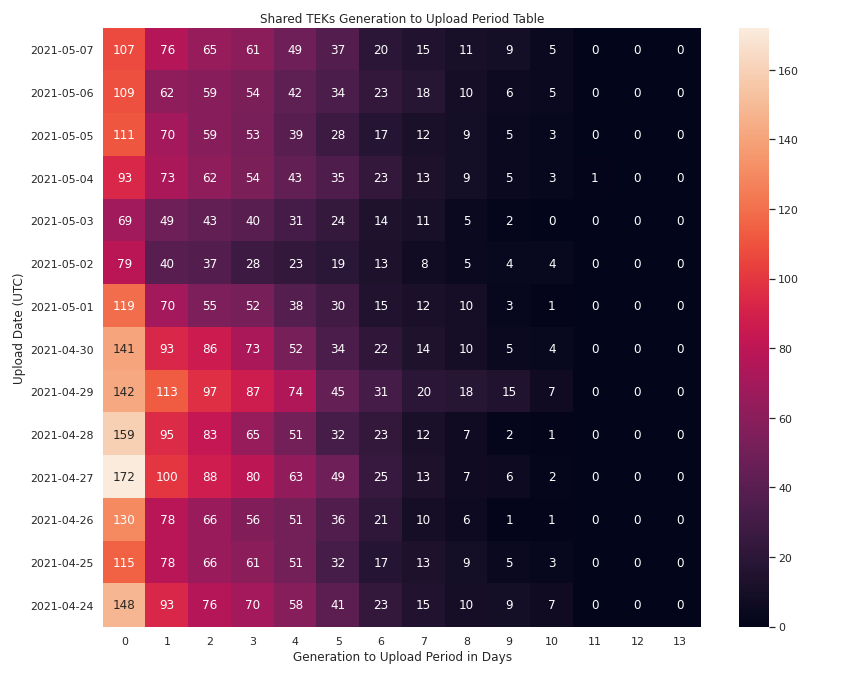 Shared TEKs Generation to Upload Period Table
2021-05-07 107 76 65 61 49 37 20 15 11 9 5 0 0 0
2021-05-06 109 62 59 54 42 34 23 18 10 6 5 0 0 0
2021-05-05 111 70 59 53 39 28 17 12 9 5 3 0 0 0
2021-05-04 93 73 62 54 43 35 23 13 9 5 3 1 0 0
2021-05-03 69 49 43 40 31 24 14 11 5 2 0 0 0 0
2021-05-02 79 40 37 28 23 19 13 8 5 4 4 0 0 0
2021-05-01 119 70 55 52 38 30 15 12 10 3 1 0 0 0
2021-04-30 141 93 86 73 52 34 22 14 10 5 4 0 0 0
2021-04-29 142 113 97 87 74 45 31 20 18 15 7 0 0 0
2021-04-28 159 95 83 65 51 32 23 12 7 2 1 0 0 0
2021-04-27 172 100 88 80 63 49 25 13 7 6 2 0 0 0
2021-04-26 130 78 66 56 51 36 21 10 6 1 1 0 0 0
2021-04-25 115 78 66 61 51 32 17 13 9 5 3 0 0 0
2021-04-24 148 93 76 70 58 41 23 15 10 9 7 0 0 0
0 1 2 3 4 5 6 7 8 9 10 11 12 13
Generation to Upload Period in Days
Upload Date (UTC)
160
140
120
100
80
60
40
20
0